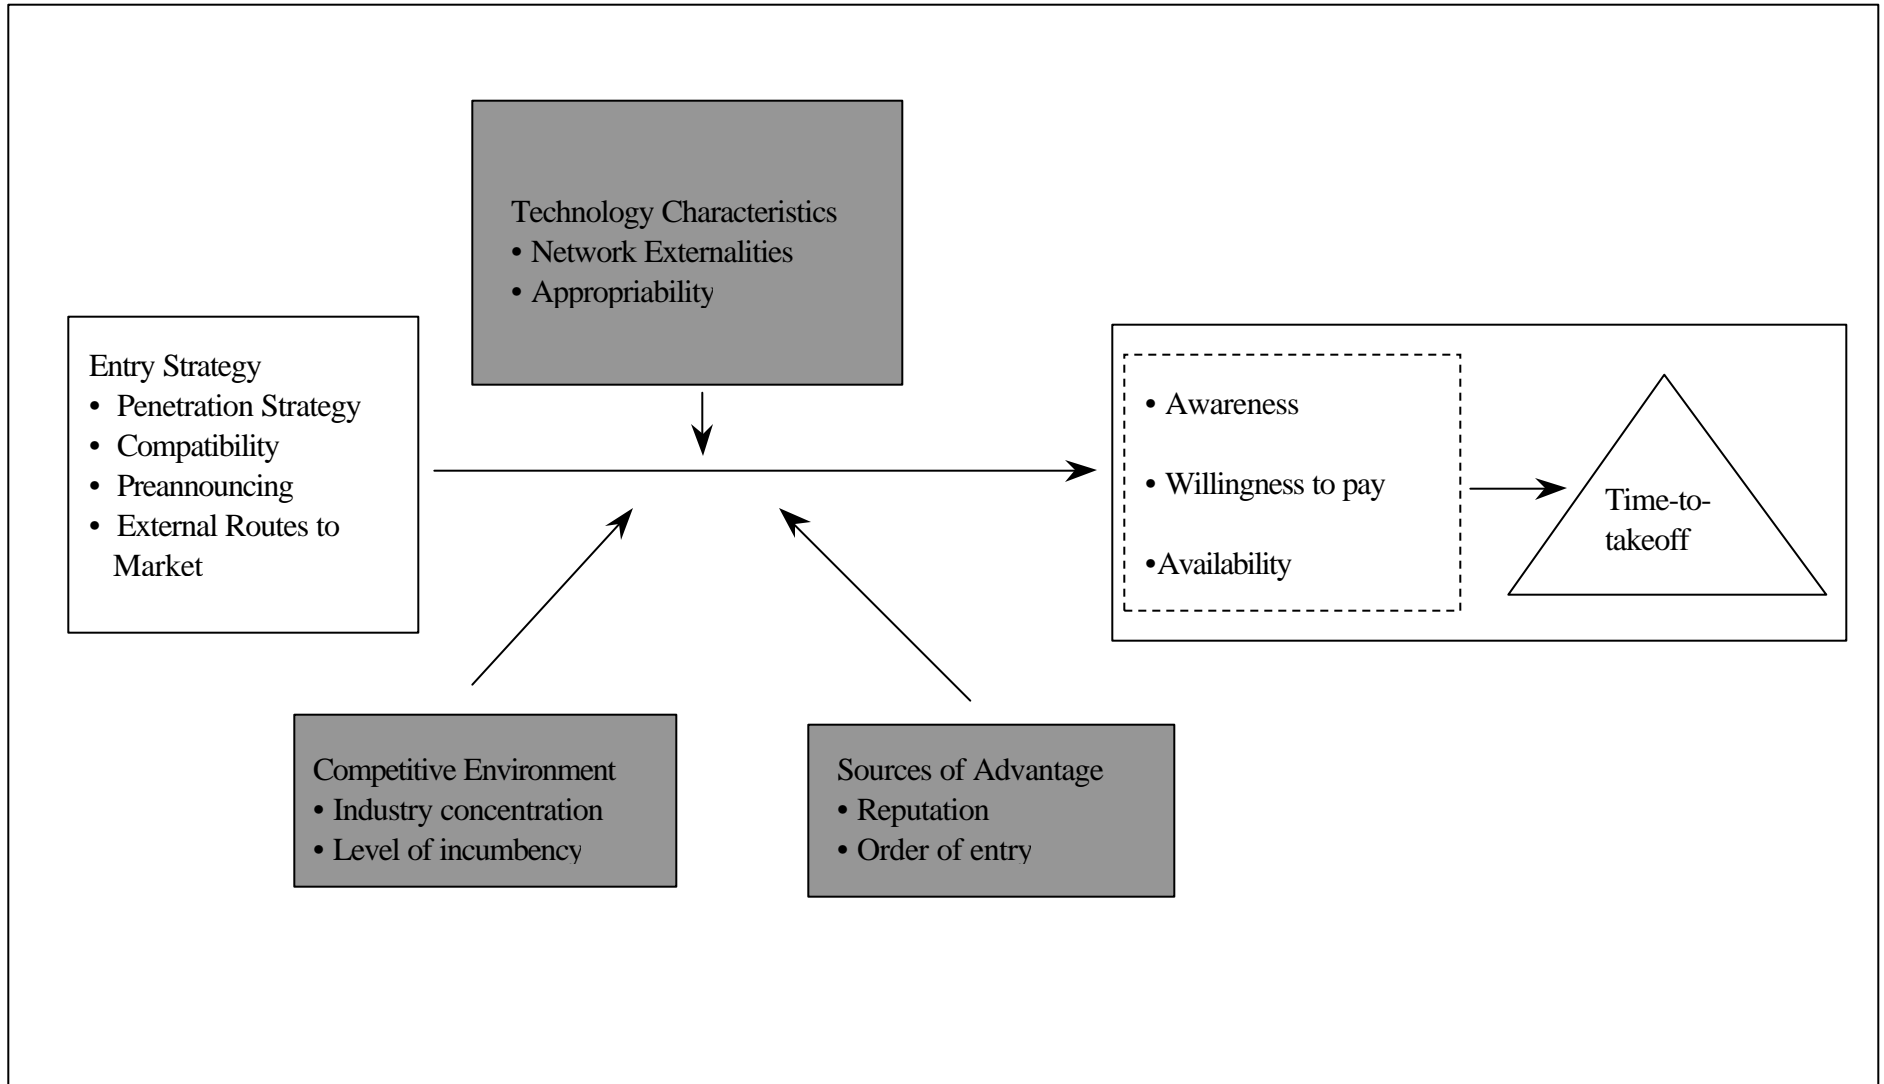 Technology Characteristics
• Network Externalities
• Appropriability
Entry Strategy
• Penetration Strategy
• Compatibility
• Preannouncing
• External Routes to
Market
• Awareness
• Willingness to pay
•Availability
Time-to-
takeoff
Competitive Environment
• Industry concentration
• Level of incumbency
Sources of Advantage
• Reputation
• Order of entry